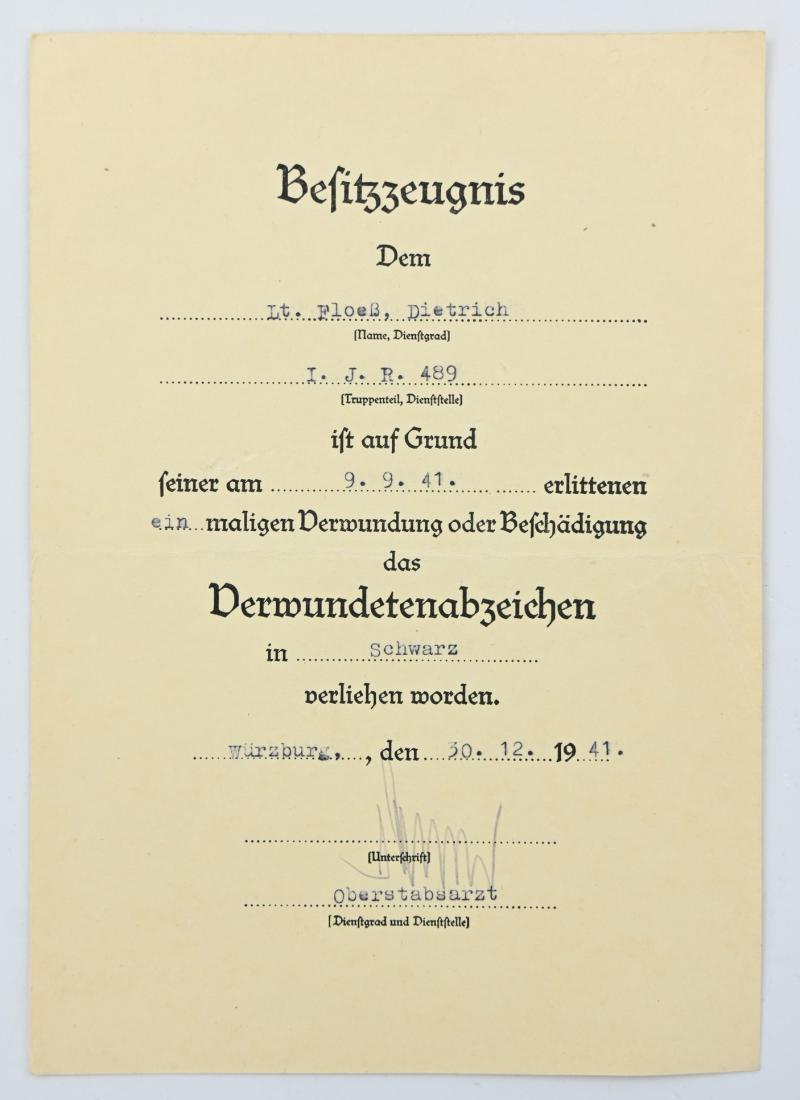 Besitzzeugnis
Dem
Lt. Floeß, Dietrich
(Name, Dienstgrad)
I. J. R. 489
(Truppenteil, Dienststelle)
ist auf Grund
seiner am 9. 9. 41. erlittenen
ein maligen Verwundung oder Beschädigung
das
Verwundetenabzeichen
in Schwarz
verliehen worden.
Würzburg, , den 30. 12. 19 41.
(Unterschrift)
Oberstabsarzt
(Dienstgrad und Dienststelle)